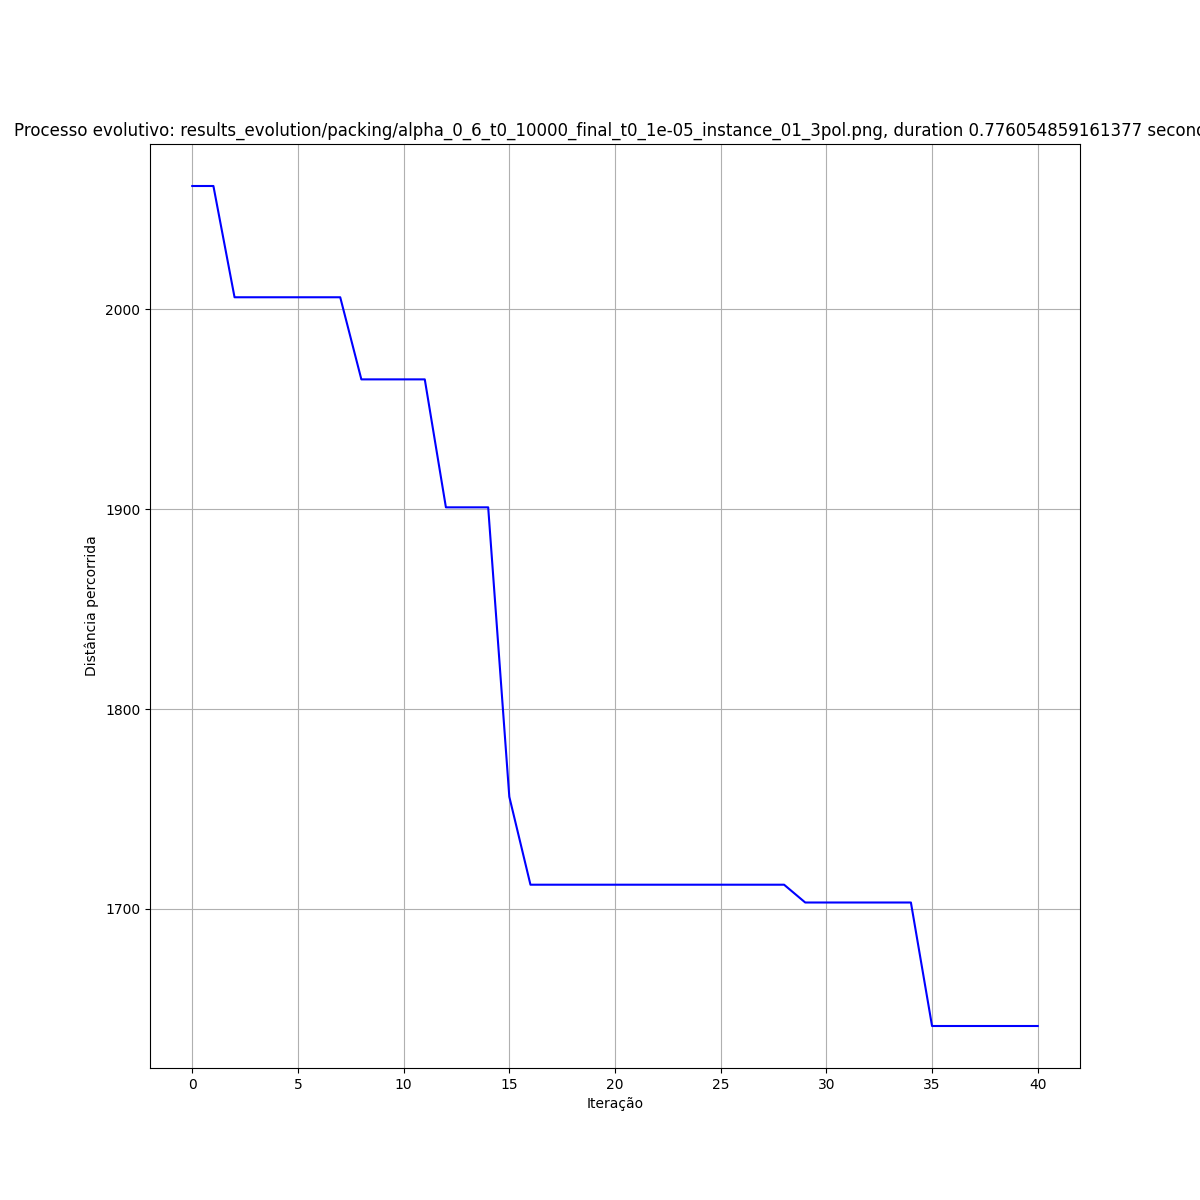 Processo evolutivo: results_evolution/packing/alpha_0_6_t0_10000_final_t0_1e-05_instance_01_3pol.png, duration 0.776054859161377 secon
2000
1900
1800
1700
Distância percorrida
0 5 10 15 20 25 30 35 40
Iteração